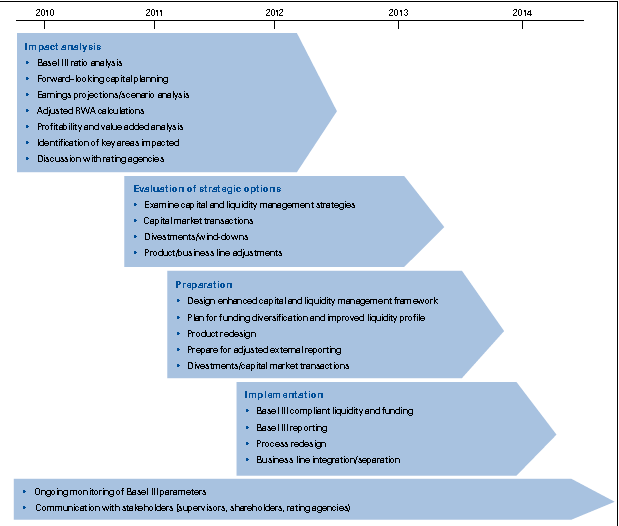 2010 2011 2012 2013 2014
Impact analysis
• Basel III ratio analysis
• Forward-looking capital planning
• Earnings projections/scenario analysis
• Adjusted RWA calculations
• Profitability and value added analysis
• Identification of key areas impacted
• Discussion with rating agencies
Evaluation of strategic options
• Examine capital and liquidity management strategies
• Capital market transactions
• Divestments/wind-downs
• Product/business line adjustments
Preparation
• Design enhanced capital and liquidity management framework
• Plan for funding diversification and improved liquidity profile
• Product redesign
• Prepare for adjusted external reporting
• Divestments/capital market transactions
Implementation
• Basel III compliant liquidity and funding
• Basel III reporting
• Process redesign
• Business line integration/separation
• Ongoing monitoring of Basel III parameters
• Communication with stakeholders (supervisors, shareholders, rating agencies)